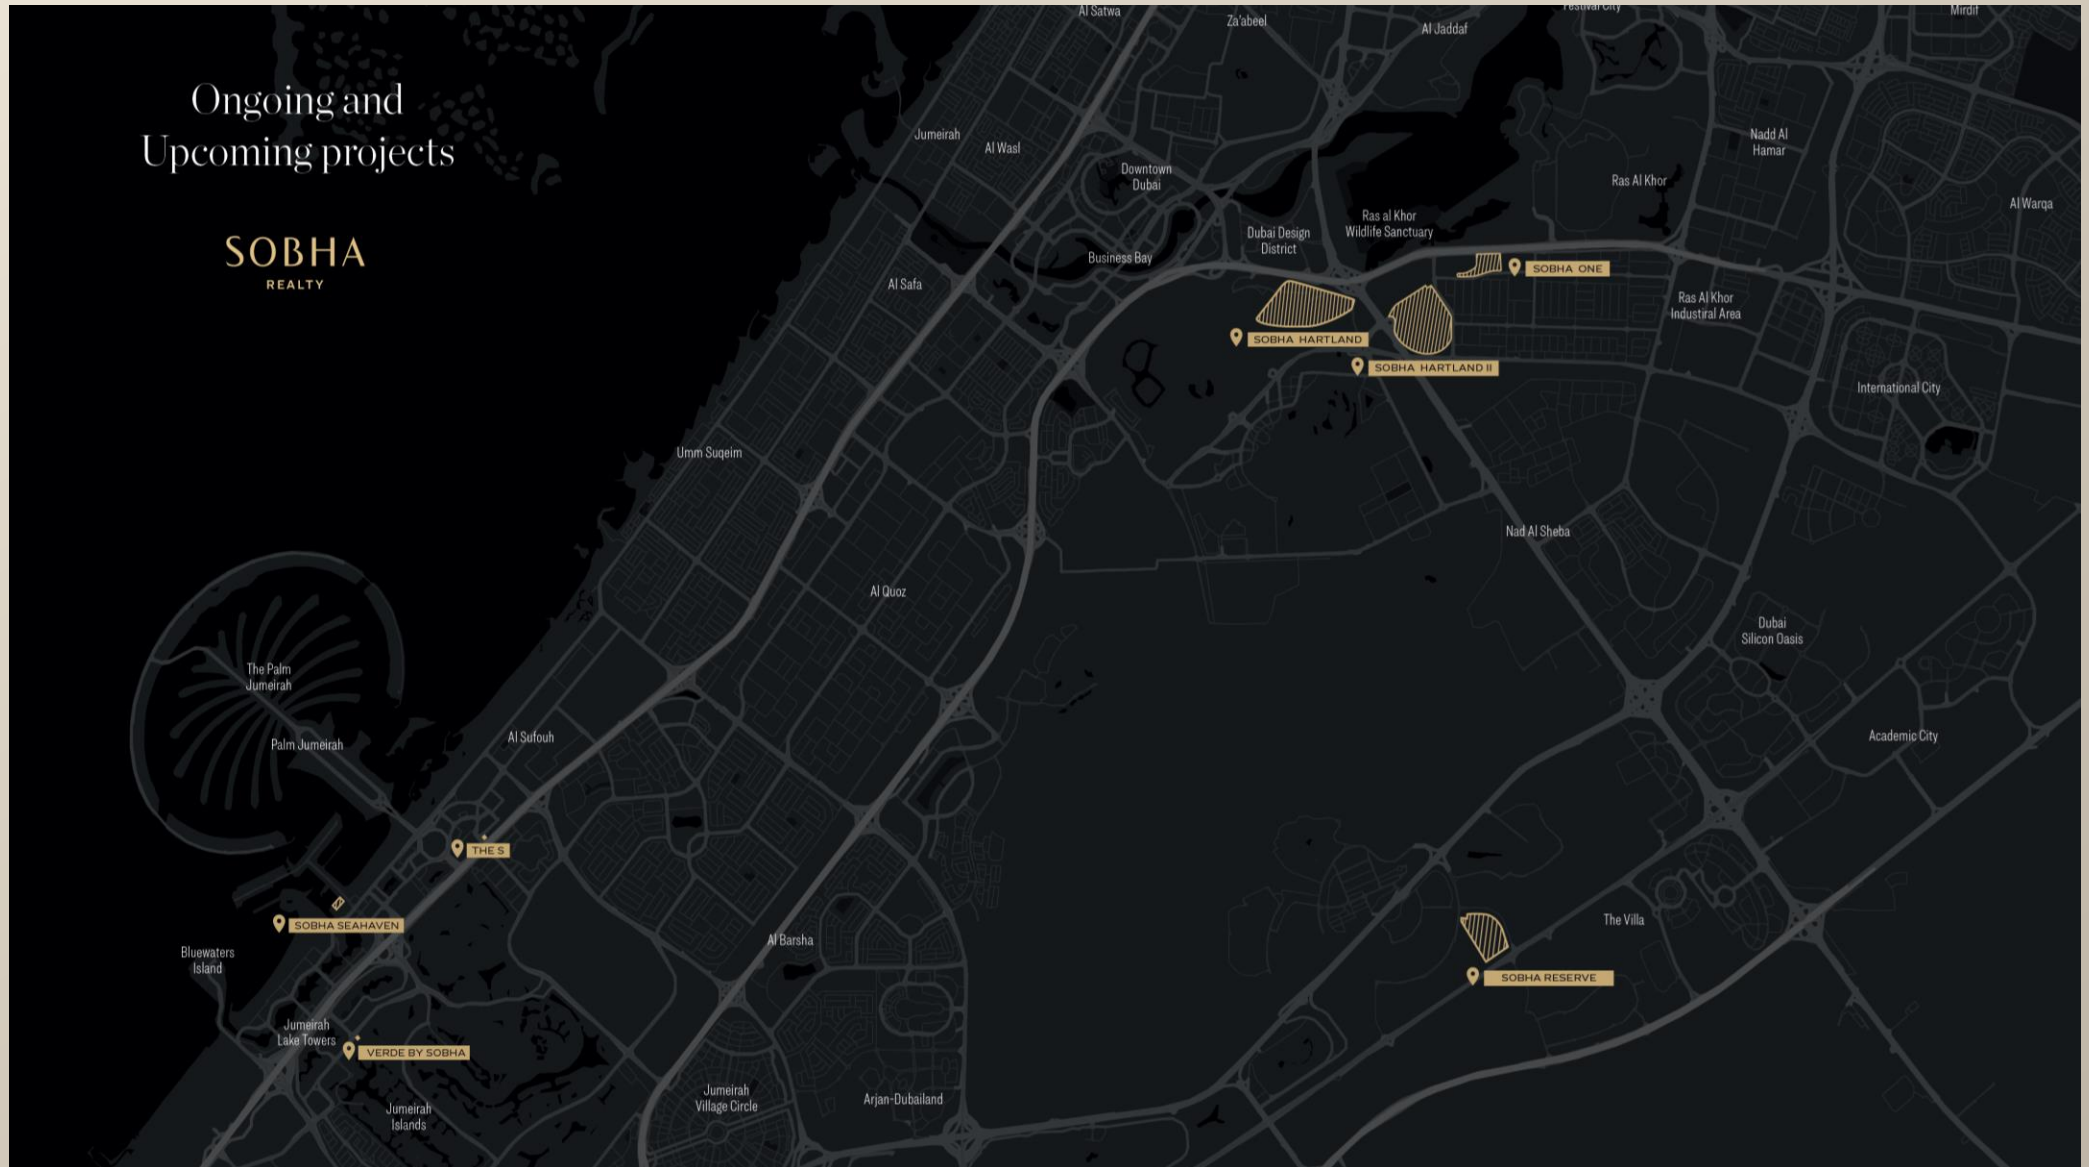 Ongoing and
Upcoming projects
SOBHA
REALTY
Al Satwa
Za'abeel
Al Jaddaf
Festival City
Mirdif
Jumeirah
Al Wasl
Downtown
Dubai
Nadd Al
Hamar
Ras Al Khor
Al Warqa
Ras al Khor
Wildlife Sanctuary
Dubai Design
District
Business Bay
SOBHA ONE
Al Safa
Ras Al Khor
Industiral Area
SOBHA HARTLAND
SOBHA HARTLAND II
International City
Umm Suqeim
Nad Al Sheba
Al Quoz
Dubai
Silicon Oasis
The Palm
Jumeirah
Palm Jumeirah
Al Sufouh
Academic City
THE S
SOBHA SEAHAVEN
The Villa
Al Barsha
Bluewaters
Island
SOBHA RESERVE
Jumeirah
Lake Towers
VERDE BY SOBHA
Jumeirah
Village Circle
Arjan-Dubailand
Jumeirah
Islands